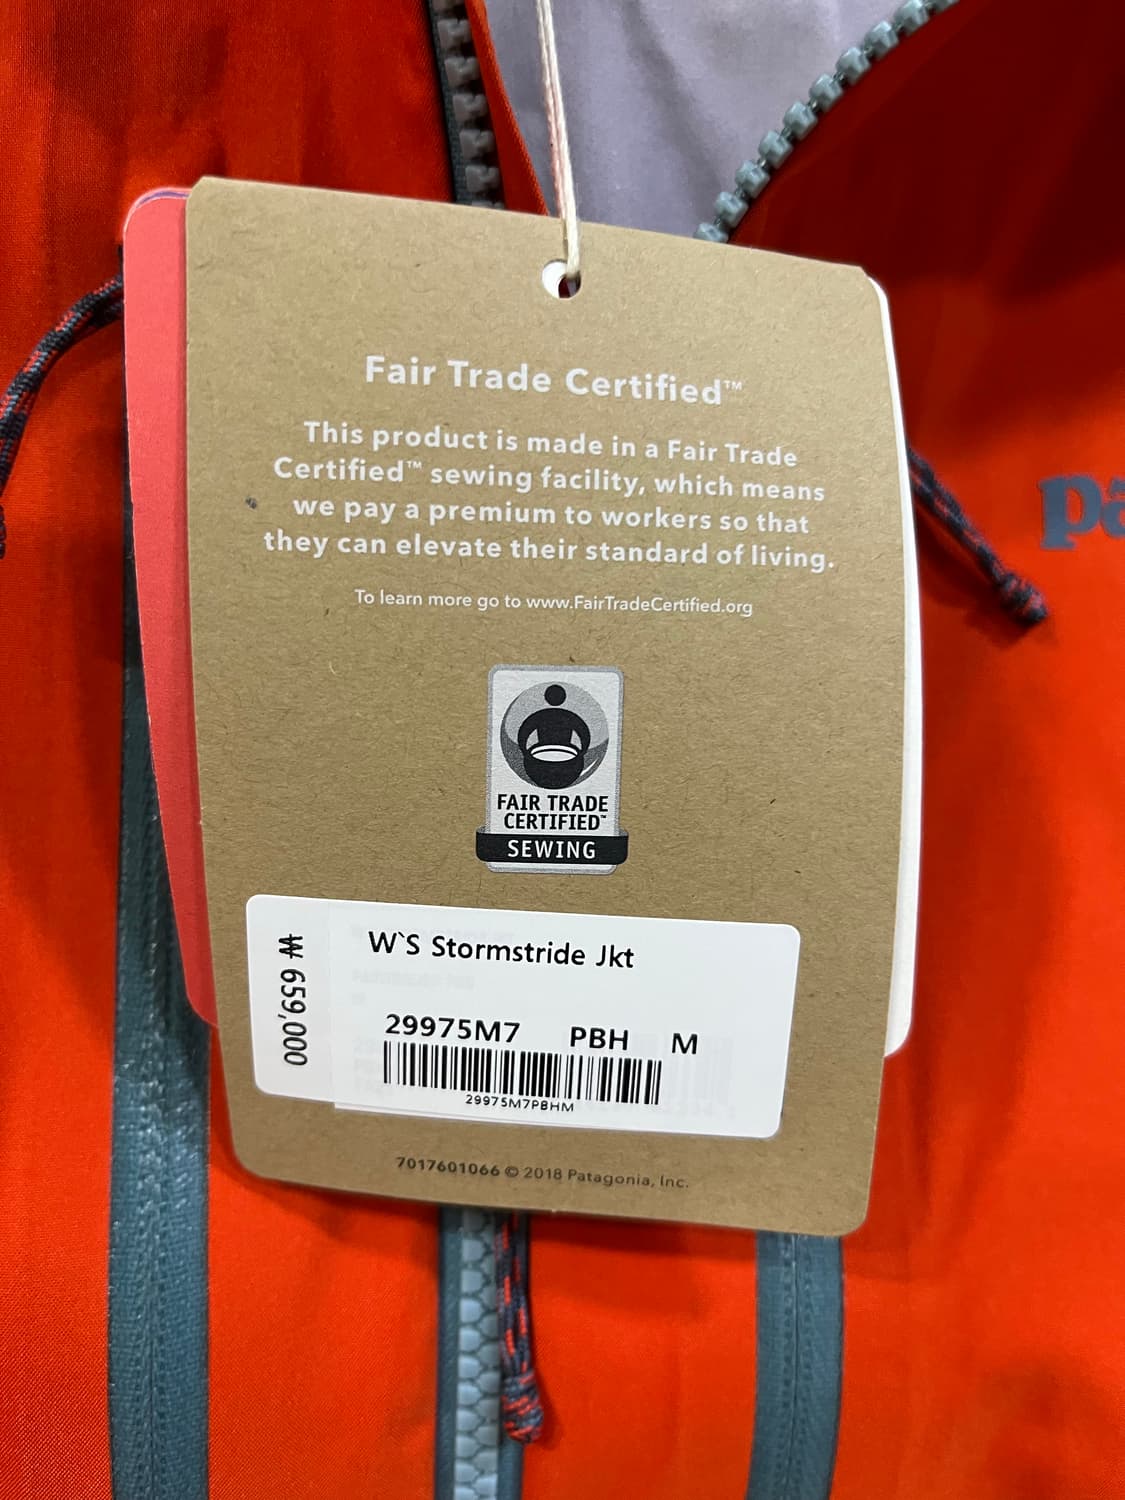 Fair Trade Certified™
This product is made in a Fair Trade
Certified™ sewing facility, which means
we pay a premium to workers so that
they can elevate their standard of living.
To learn more go to www.FairTradeCertified.org
FAIR TRADE
CERTIFIED™
SEWING
₩ 659,000
W`S Stormstride Jkt
29975M7 PBH M
29975M7PBHM
7017601066 © 2018 Patagonia, Inc.
pa